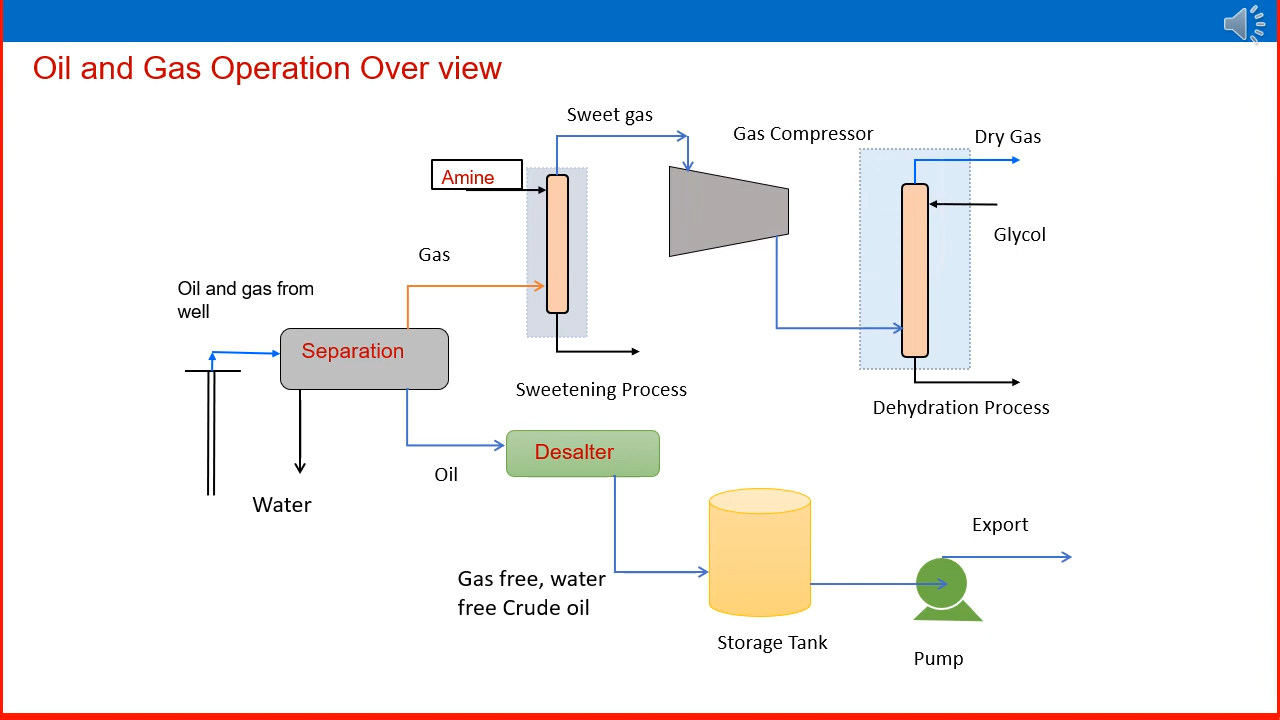 Oil and Gas Operation Over view
Sweet gas
Gas Compressor
Dry Gas
Amine
Glycol
Gas
Oil and gas from
well
Separation
Sweetening Process
Dehydration Process
Desalter
Oil
Water
Export
Gas free, water
free Crude oil
Storage Tank
Pump